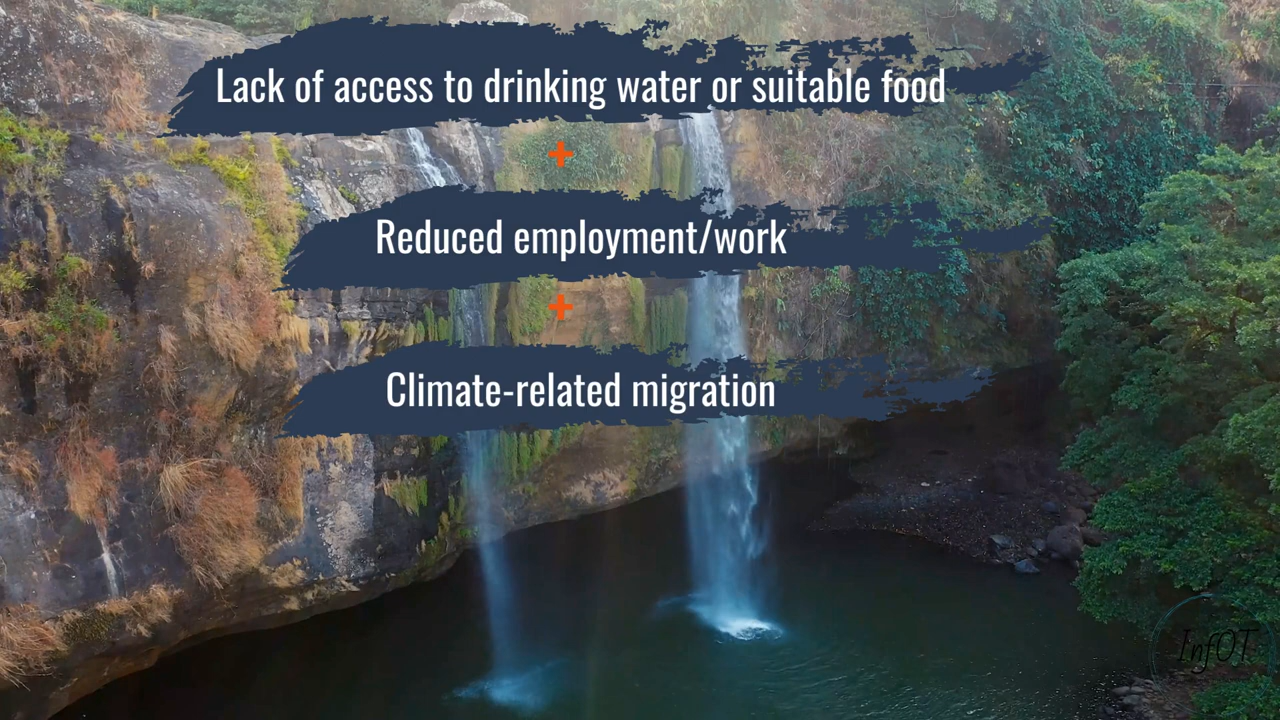 Lack of access to drinking water or suitable food
+
Reduced employment/work
+
Climate-related migration
InfOT